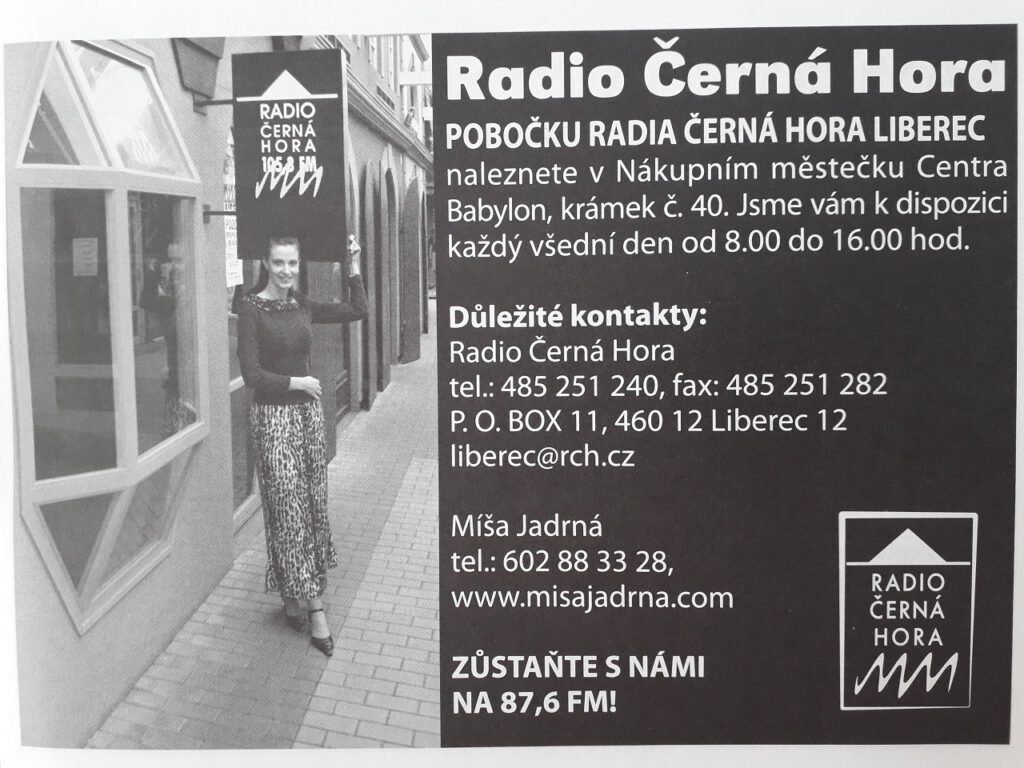 RADIO
ČERNÁ
HORA
105,3 FM
Radio Černá Hora
POBOČKU RADIA ČERNÁ HORA LIBEREC
naleznete v Nákupním městečku Centra
Babylon, krámek č. 40. Jsme vám k dispozici
každý všední den od 8.00 do 16.00 hod.
Důležité kontakty:
Radio Černá Hora
tel.: 485 251 240, fax: 485 251 282
P. O. BOX 11, 460 12 Liberec 12
liberec@rch.cz
Míša Jadrná
tel.: 602 88 33 28,
www.misajadrna.com
ZŮSTAŇTE S NÁMI
NA 87,6 FM!
RADIO
ČERNÁ
HORA